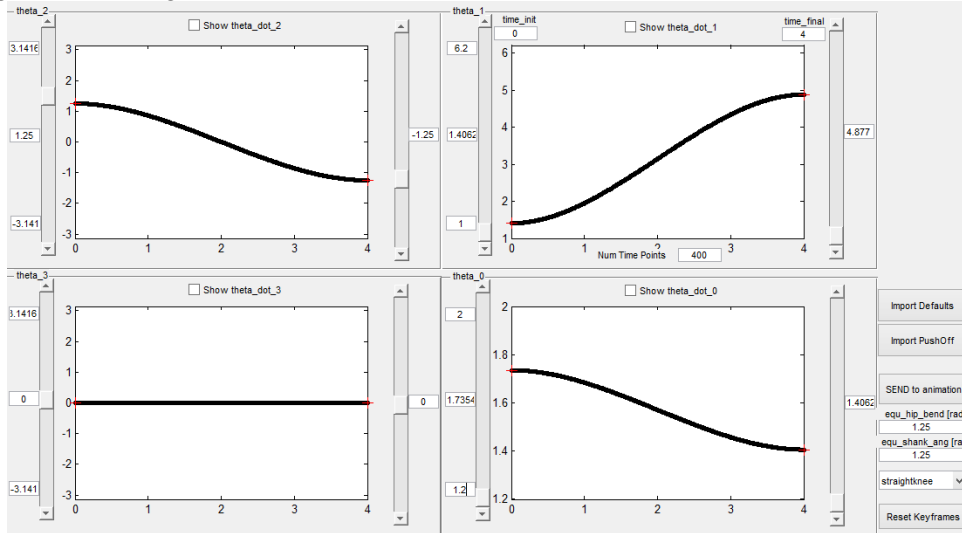 theta_2
Show theta_dot_2
3.1416
1.25
-3.141
-1.25
3
2
1
0
-1
-2
-3
0 1 2 3 4
theta_1
time_init
0
Show theta_dot_1
time_final
4
6.2
1.4062
1
4.877
6
5
4
3
2
1
0 1 2 3 4
Num Time Points 400
theta_3
Show theta_dot_3
3.1416
0
-3.141
0
3
2
1
0
-1
-2
-3
0 1 2 3 4
theta_0
Show theta_dot_0
2
1.7354
1.2
1.4062
2
1.8
1.6
1.4
1.2
0 1 2 3 4
Import Defaults
Import PushOff
SEND to animation
equ_hip_bend [rad
1.25
equ_shank_ang [ra
1.25
straightknee
Reset Keyframes